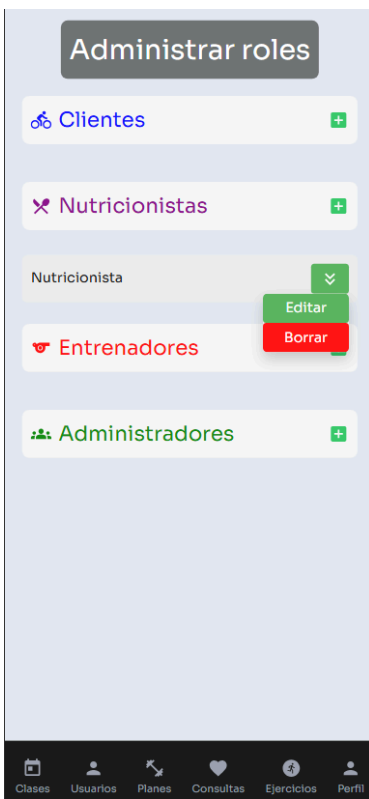 Administrar roles
Clientes
Nutricionistas
Nutricionista
Editar
Borrar
Entrenadores
Administradores
Clases Usuarios Planes Consultas Ejercicios Perfil